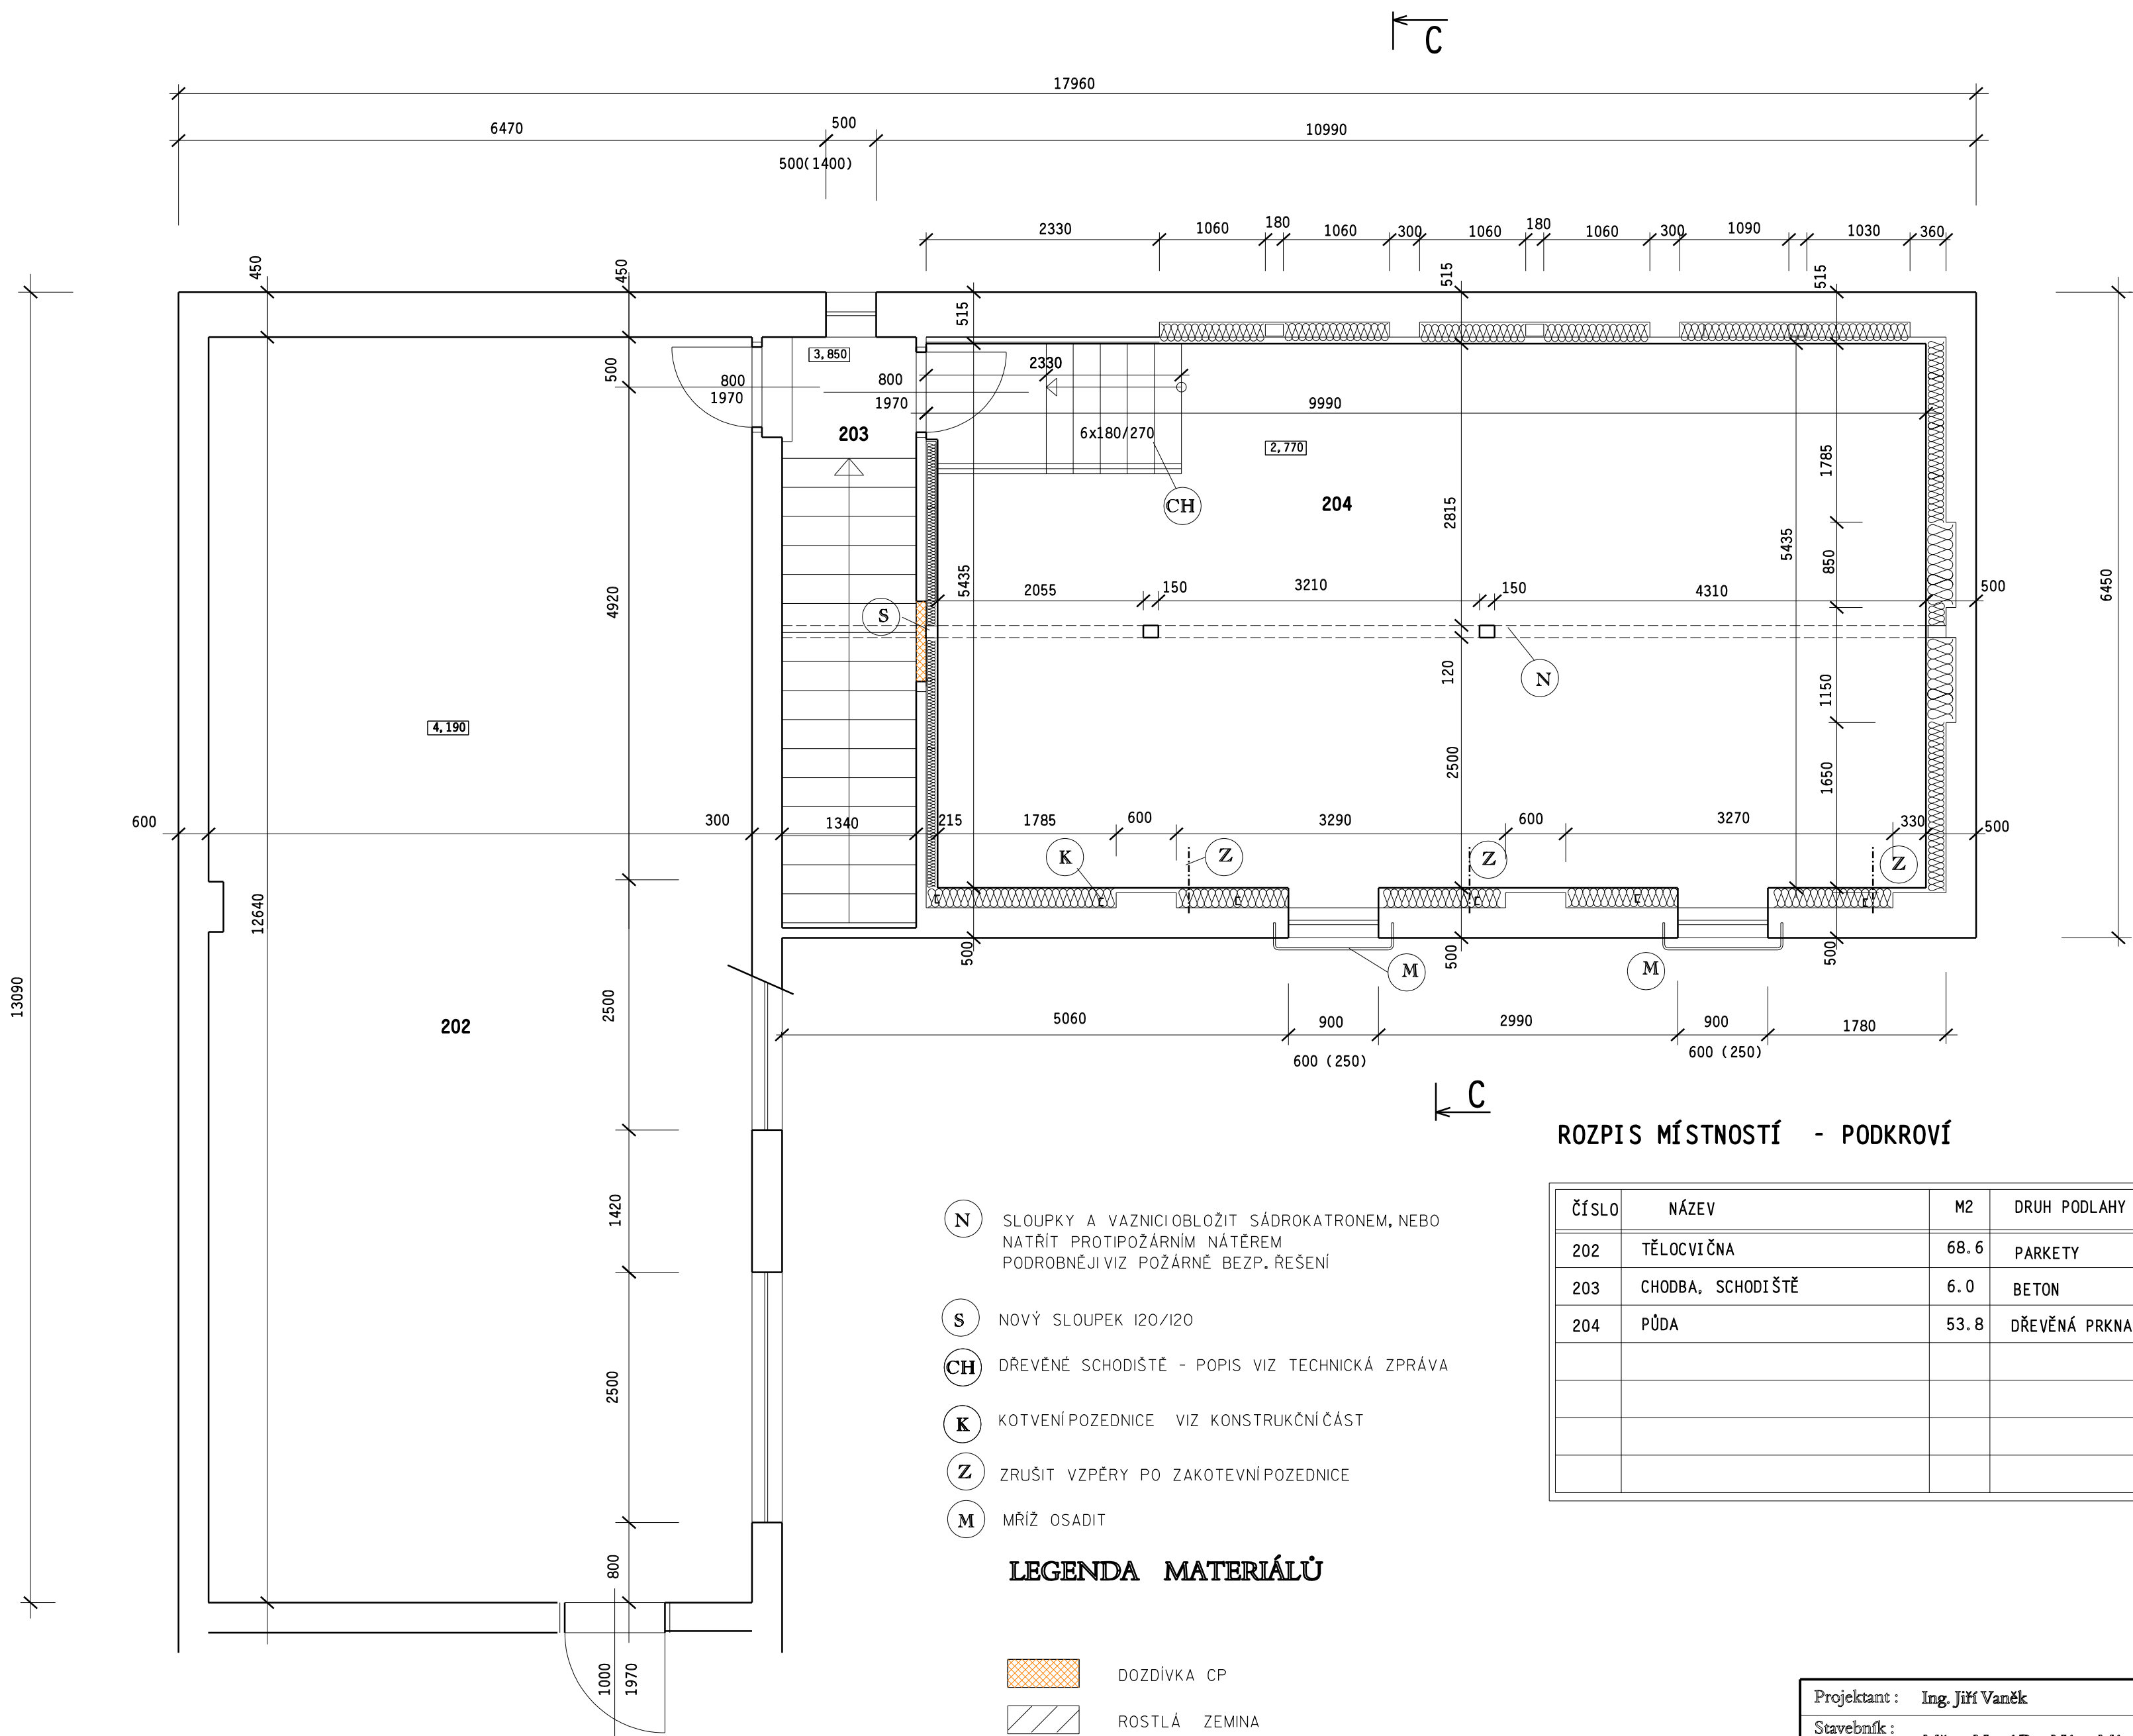 C
17960
6470
500
10990
500(1400)
2330
1060
180
1060
300
1060
180
1060
300
1090
1030
360
450
450
515
515
515
3,850
500
800
1970
800
1970
2330
9990
203
6x180/270
2,770
1785
204
CH
2815
5435
850
5435
4920
2055
150
3210
150
4310
500
6450
S
120
N
1150
4,190
2500
1650
600
300
1340
215
1785
600
3290
600
3270
330
500
K
Z
Z
Z
12640
500
500
500
M
M
13090
2500
202
5060
900
2990
900
1780
600 (250)
600 (250)
C
ROZPIS MÍSTNOSTÍ - PODKROVÍ
ČÍSLO NÁZEV M2 DRUH PODLAHY
202 TĚLOCVIČNA 68.6 PARKETY
203 CHODBA, SCHODIŠTĚ 6.0 BETON
204 PŮDA 53.8 DŘEVĚNÁ PRKNA
1420
2500
800
1000
1970
N SLOUPKY A VAZNICI OBLOŽIT SÁDROKATRONEM, NEBO
NATŘÍT PROTIPOŽÁRNÍM NÁTĚREM
PODROBNĚJI VIZ POŽÁRNĚ BEZP. ŘEŠENÍ
S NOVÝ SLOUPEK 120/120
CH DŘEVĚNÉ SCHODIŠTĚ - POPIS VIZ TECHNICKÁ ZPRÁVA
K KOTVENÍ POZEDNICE VIZ KONSTRUKČNÍ ČÁST
Z ZRUŠIT VZPĚRY PO ZAKOTEVNÍ POZEDNICE
M MŘÍŽ OSADIT
LEGENDA MATERIÁLŮ
DOZDÍVKA CP
ROSTLÁ ZEMINA
Projektant : Ing. Jiří Vaněk
Stavebník :